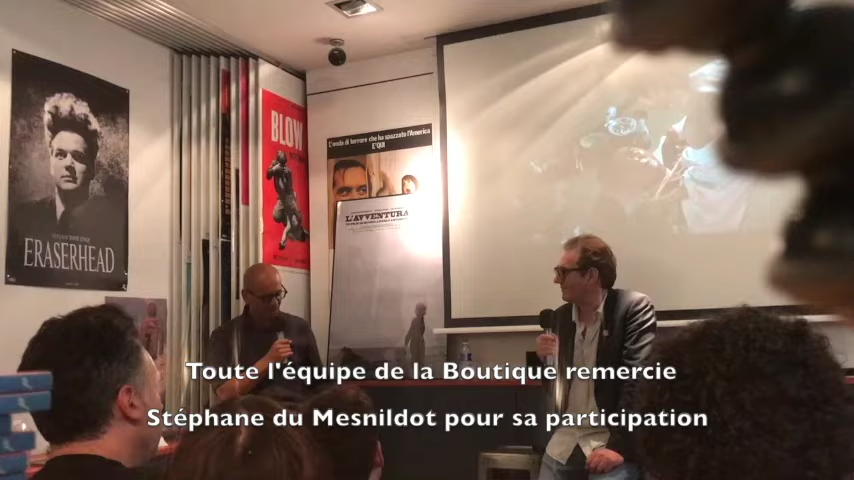 BLOW
L'onda di terrore che ha spazzato l'America
E' QUI
L'AVVENTURA
ERASERHEAD
Toute l'équipe de la Boutique remercie
Stéphane du Mesnildot pour sa participation